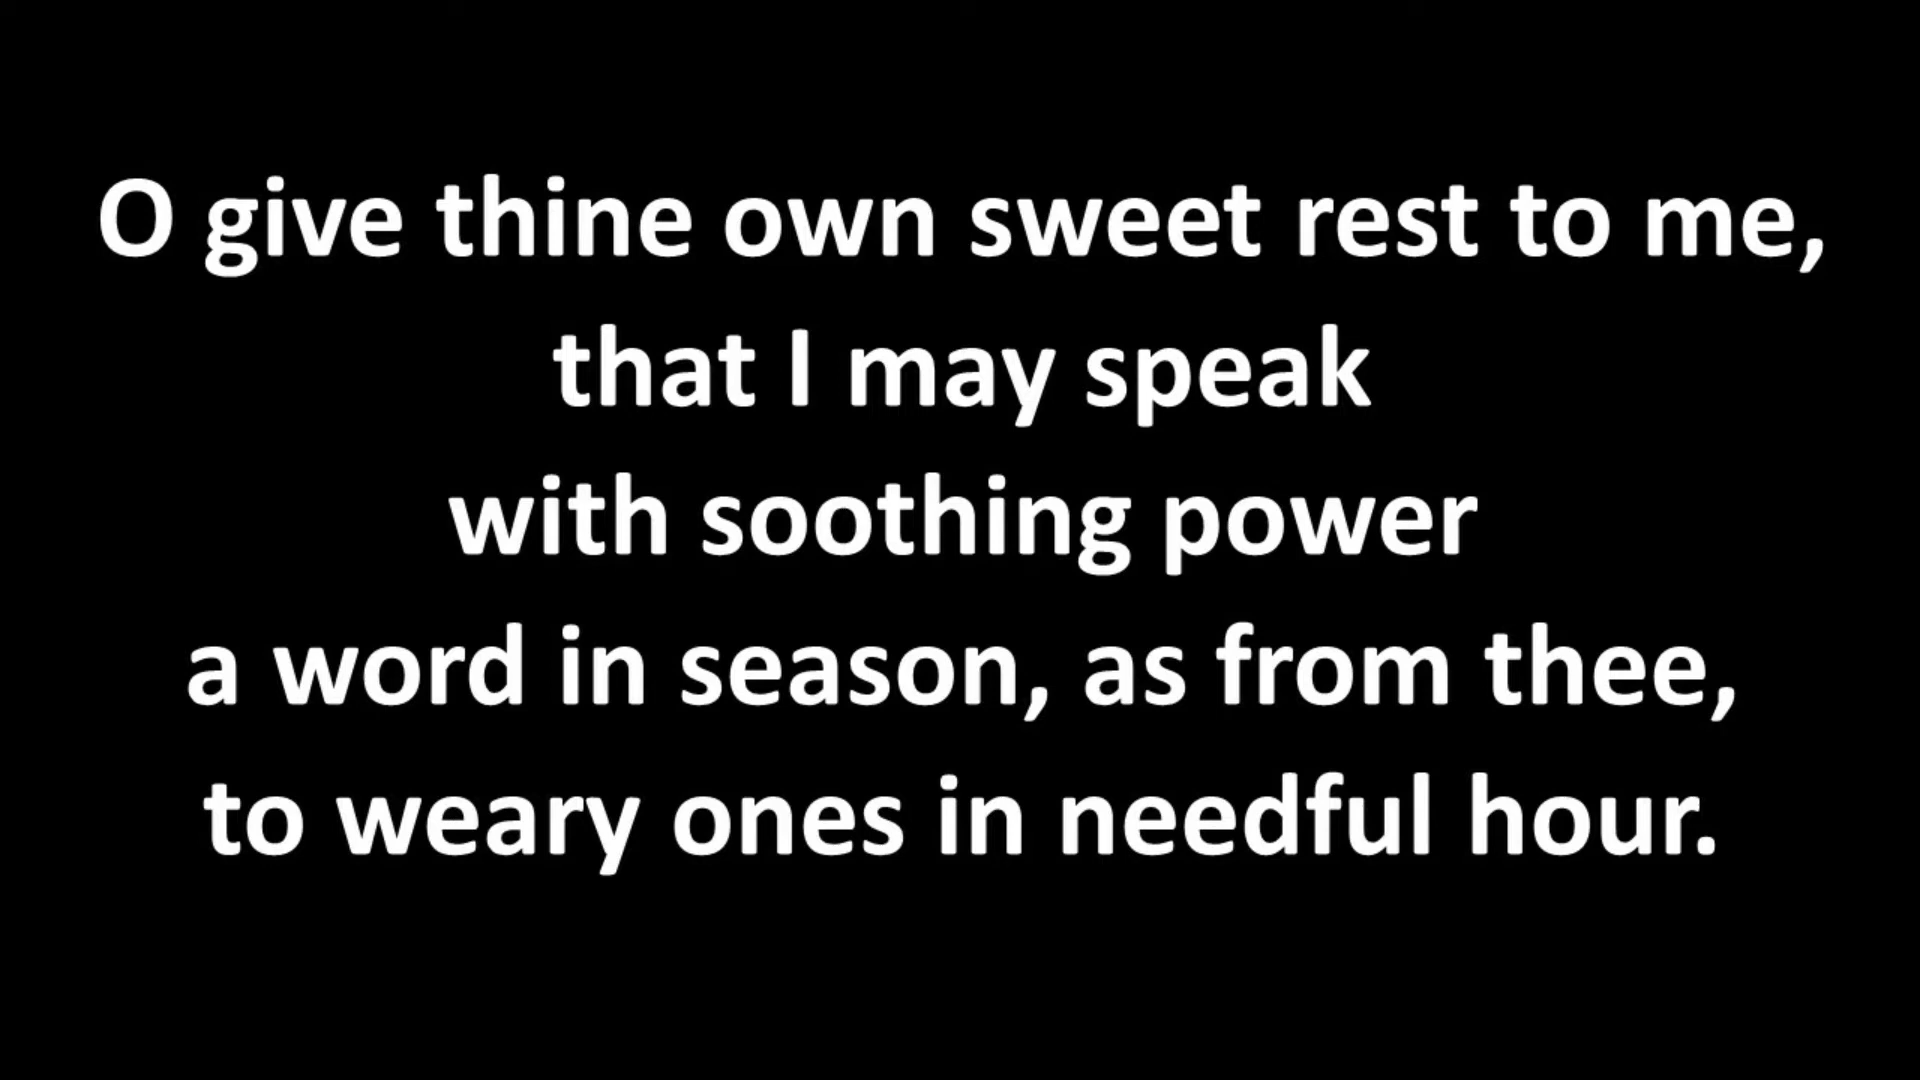 O give thine own sweet rest to me,
that I may speak
with soothing power
a word in season, as from thee,
to weary ones in needful hour.